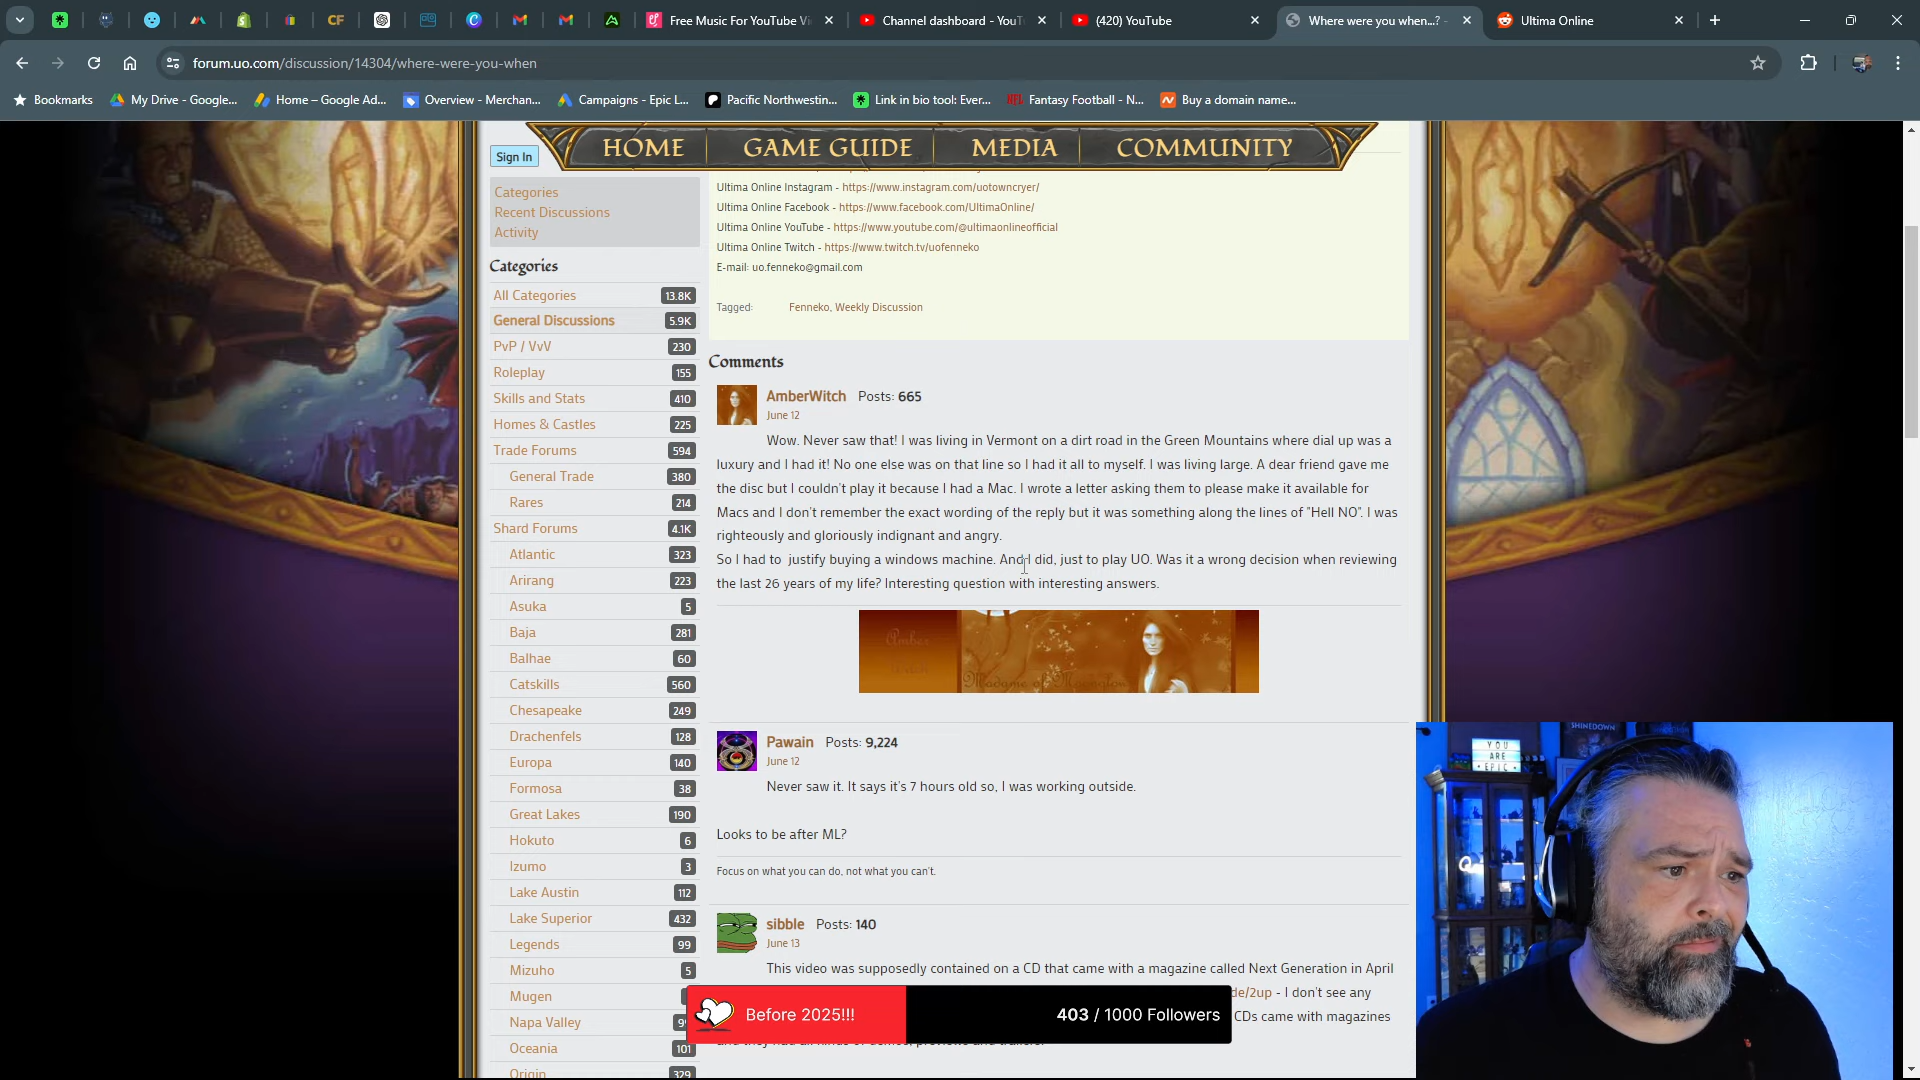 Free Music For YouTube Vi
Channel dashboard - YouT
(420) YouTube
Where were you when...? -
Ultima Online
forum.uo.com/discussion/14304/where-were-you-when
Bookmarks
My Drive - Google...
Home – Google Ad...
Overview - Merchan...
Campaigns - Epic L...
Pacific Northwestin...
Link in bio tool: Ever...
Fantasy Football - N...
Buy a domain name...
HOME
GAME GUIDE
MEDIA
COMMUNITY
Sign In
Categories
Recent Discussions
Activity
Categories
All Categories 13.8K
General Discussions 5.9K
PvP / VvV 230
Roleplay 155
Skills and Stats 410
Homes & Castles 225
Trade Forums 594
General Trade 380
Rares 214
Shard Forums 4.1K
Atlantic 323
Arirang 223
Asuka 5
Baja 281
Balhae 60
Catskills 560
Chesapeake 249
Drachenfels 128
Europa 140
Formosa 38
Great Lakes 190
Hokuto 6
Izumo 3
Lake Austin 112
Lake Superior 432
Legends 99
Mizuho 5
Mugen
Napa Valley
Oceania 101
Origin 329
Ultima Online Instagram - https://www.instagram.com/uotowncryer/
Ultima Online Facebook - https://www.facebook.com/UltimaOnline/
Ultima Online YouTube - https://www.youtube.com/@ultimaonlineofficial
Ultima Online Twitch - https://www.twitch.tv/uofenneko
E-mail: uo.fenneko@gmail.com
Tagged: Fenneko, Weekly Discussion
Comments
AmberWitch Posts: 665
June 12
Wow. Never saw that! I was living in Vermont on a dirt road in the Green Mountains where dial up was a
luxury and I had it! No one else was on that line so I had it all to myself. I was living large. A dear friend gave me
the disc but I couldn't play it because I had a Mac. I wrote a letter asking them to please make it available for
Macs and I don't remember the exact wording of the reply but it was something along the lines of "Hell NO". I was
righteously and gloriously indignant and angry.
So I had to justify buying a windows machine. And I did, just to play UO. Was it a wrong decision when reviewing
the last 26 years of my life? Interesting question with interesting answers.
Amber
Witch
Madame of Moonglow
Pawain Posts: 9,224
June 12
Never saw it. It says it's 7 hours old so, I was working outside.
Looks to be after ML?
Focus on what you can do, not what you can't.
sibble Posts: 140
June 13
This video was supposedly contained on a CD that came with a magazine called Next Generation in April
de/2up - I don't see any
CDs came with magazines
Before 2025!!!
403 / 1000 Followers
YOU
ARE
EPIC
SHINEDOWN